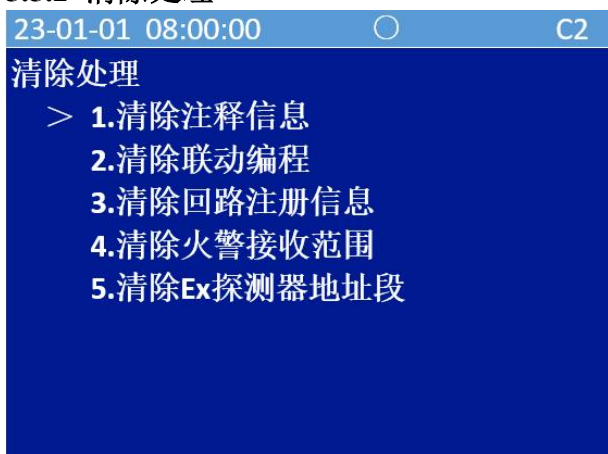 23-01-01 08:00:00 ○ C2
清除处理
> 1.清除注释信息
2.清除联动编程
3.清除回路注册信息
4.清除火警接收范围
5.清除Ex探测器地址段